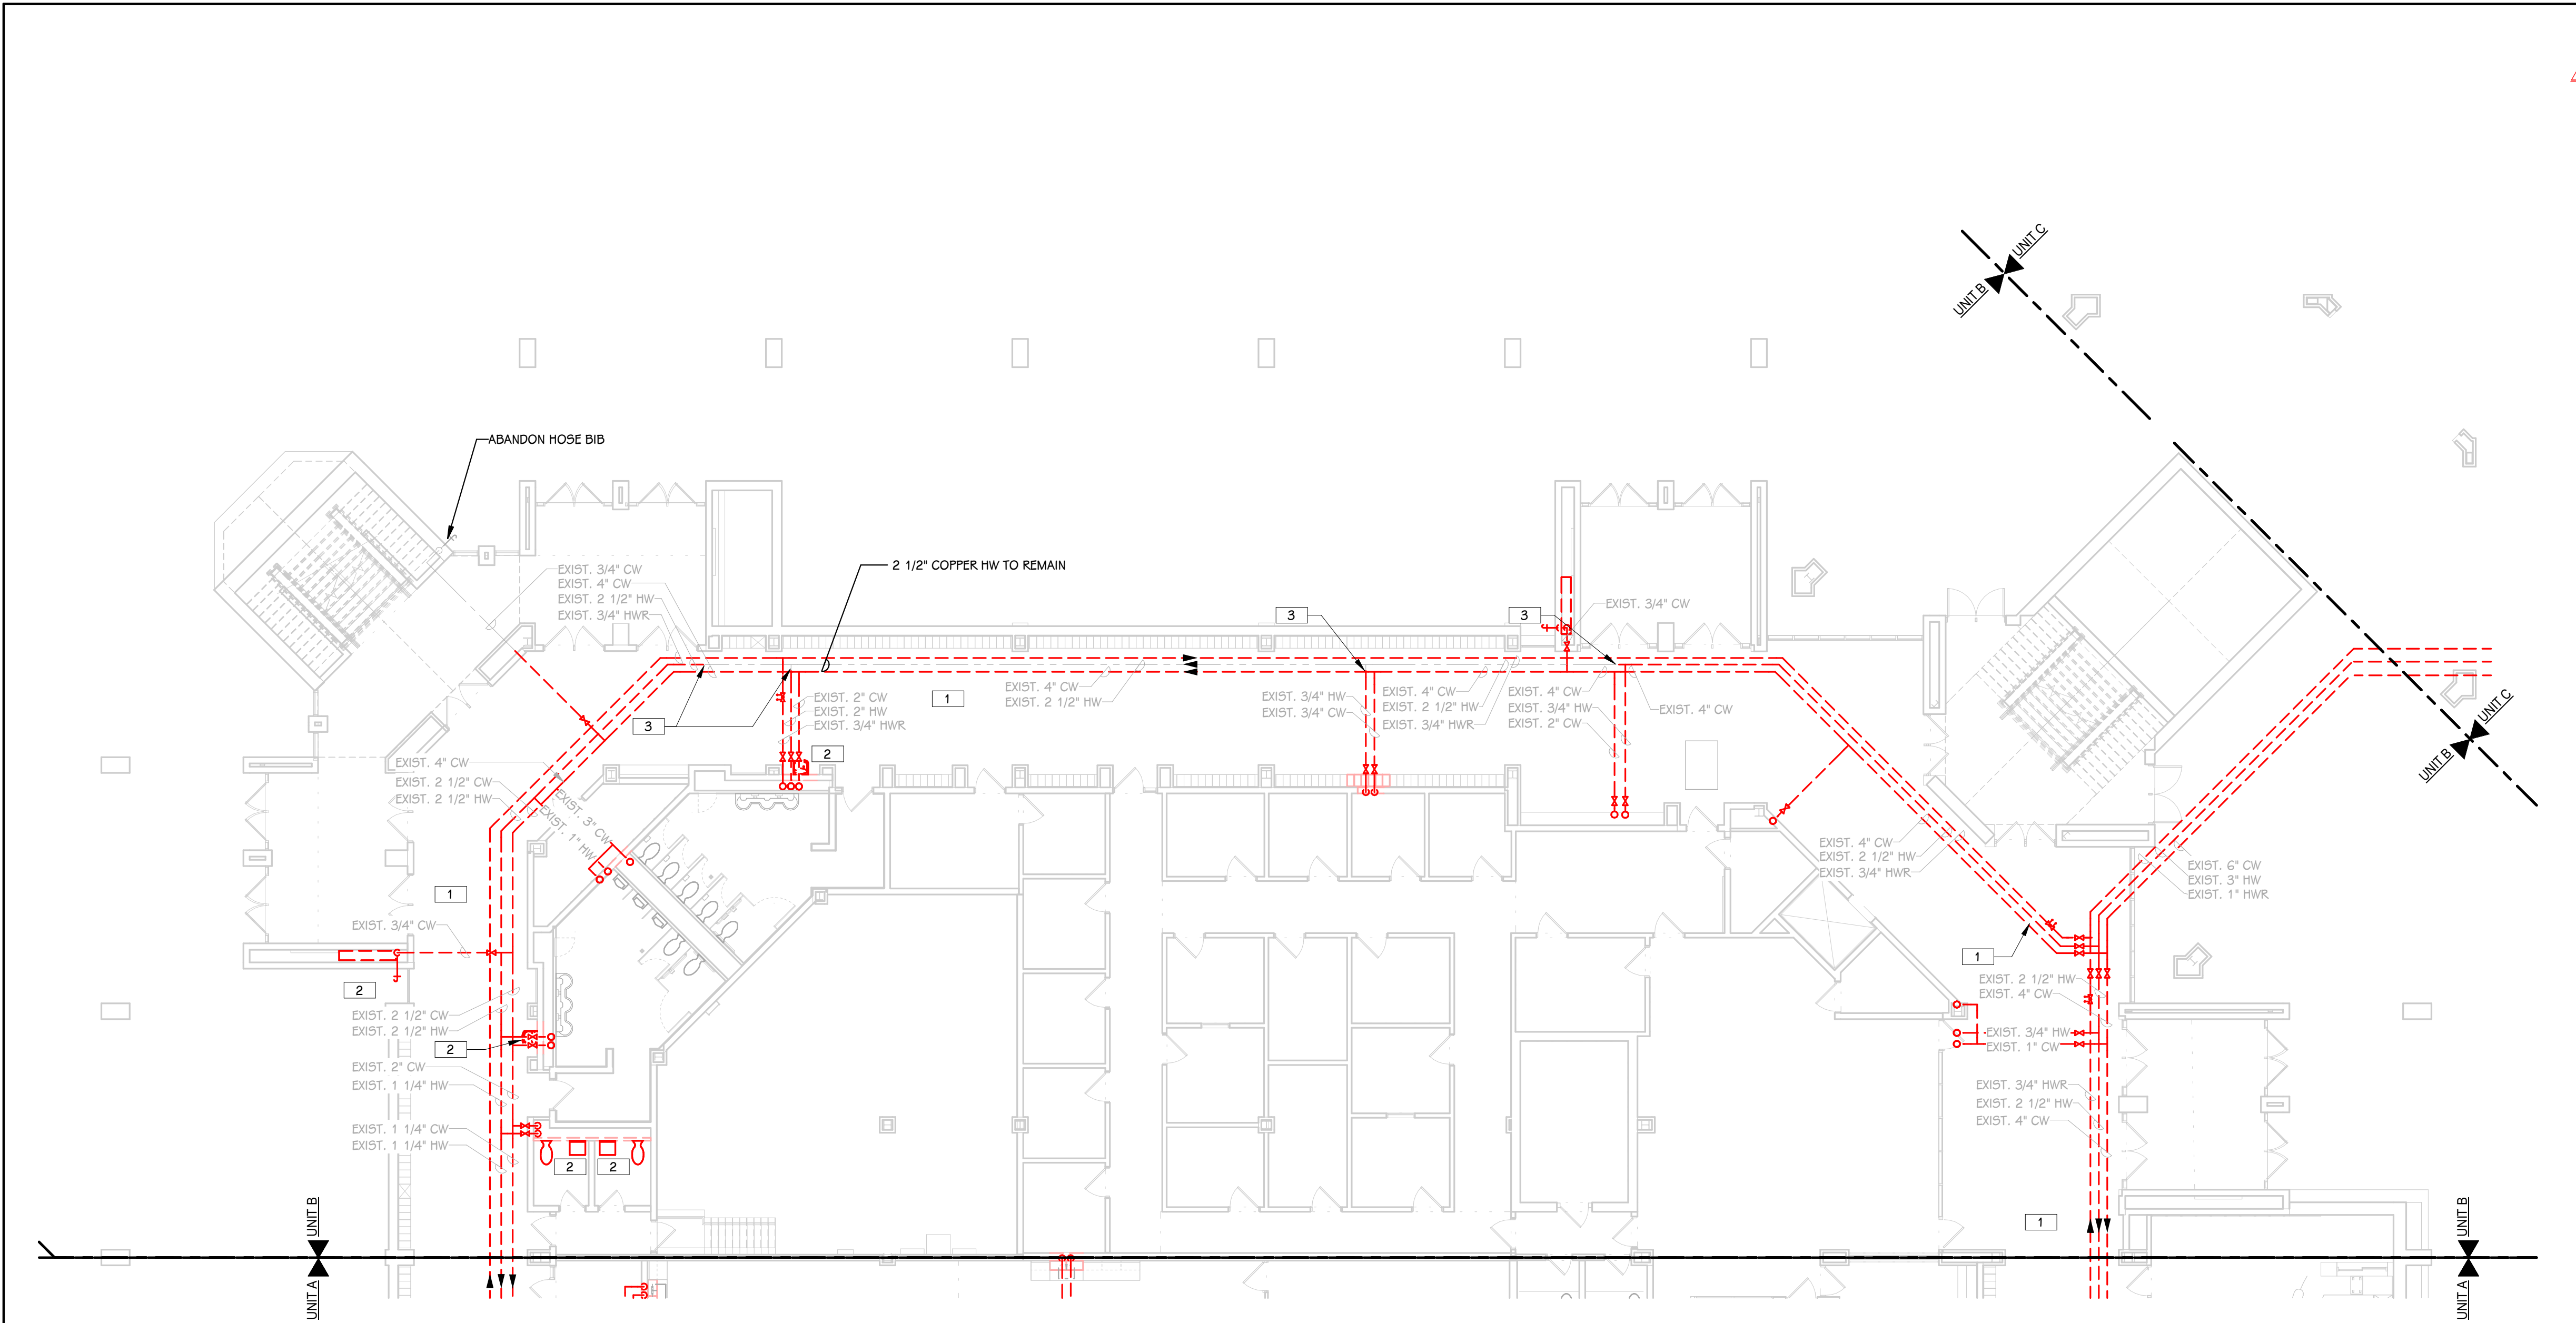 UNIT C
UNIT B
ABANDON HOSE BIB
2 1/2" COPPER HW TO REMAIN
EXIST. 3/4" CW
EXIST. 4" CW
EXIST. 2 1/2" HW
EXIST. 3/4" HWR
3
3
EXIST. 3/4" CW
EXIST. 2" CW
EXIST. 2" HW
EXIST. 3/4" HWR
3
2
1
EXIST. 4" CW
EXIST. 2 1/2" HW
EXIST. 3/4" HW
EXIST. 3/4" CW
EXIST. 4" CW
EXIST. 2 1/2" HW
EXIST. 3/4" HWR
EXIST. 4" CW
EXIST. 3/4" HW
EXIST. 2" CW
EXIST. 4" CW
UNIT C
UNIT B
EXIST. 4" CW
EXIST. 2 1/2" CW
EXIST. 2 1/2" HW
EXIST. 3" CW
EXIST. 1" HW
1
EXIST. 4" CW
EXIST. 2 1/2" HW
EXIST. 3/4" HWR
EXIST. 6" CW
EXIST. 3" HW
EXIST. 1" HWR
EXIST. 3/4" CW
2
1
EXIST. 2 1/2" HW
EXIST. 4" CW
EXIST. 2 1/2" CW
EXIST. 2 1/2" HW
2
EXIST. 3/4" HW
EXIST. 1" CW
EXIST. 2" CW
EXIST. 1 1/4" HW
EXIST. 3/4" HWR
EXIST. 2 1/2" HW
EXIST. 4" CW
EXIST. 1 1/4" CW
EXIST. 1 1/4" HW
2
2
1
UNIT B
UNIT A
UNIT B
UNIT A